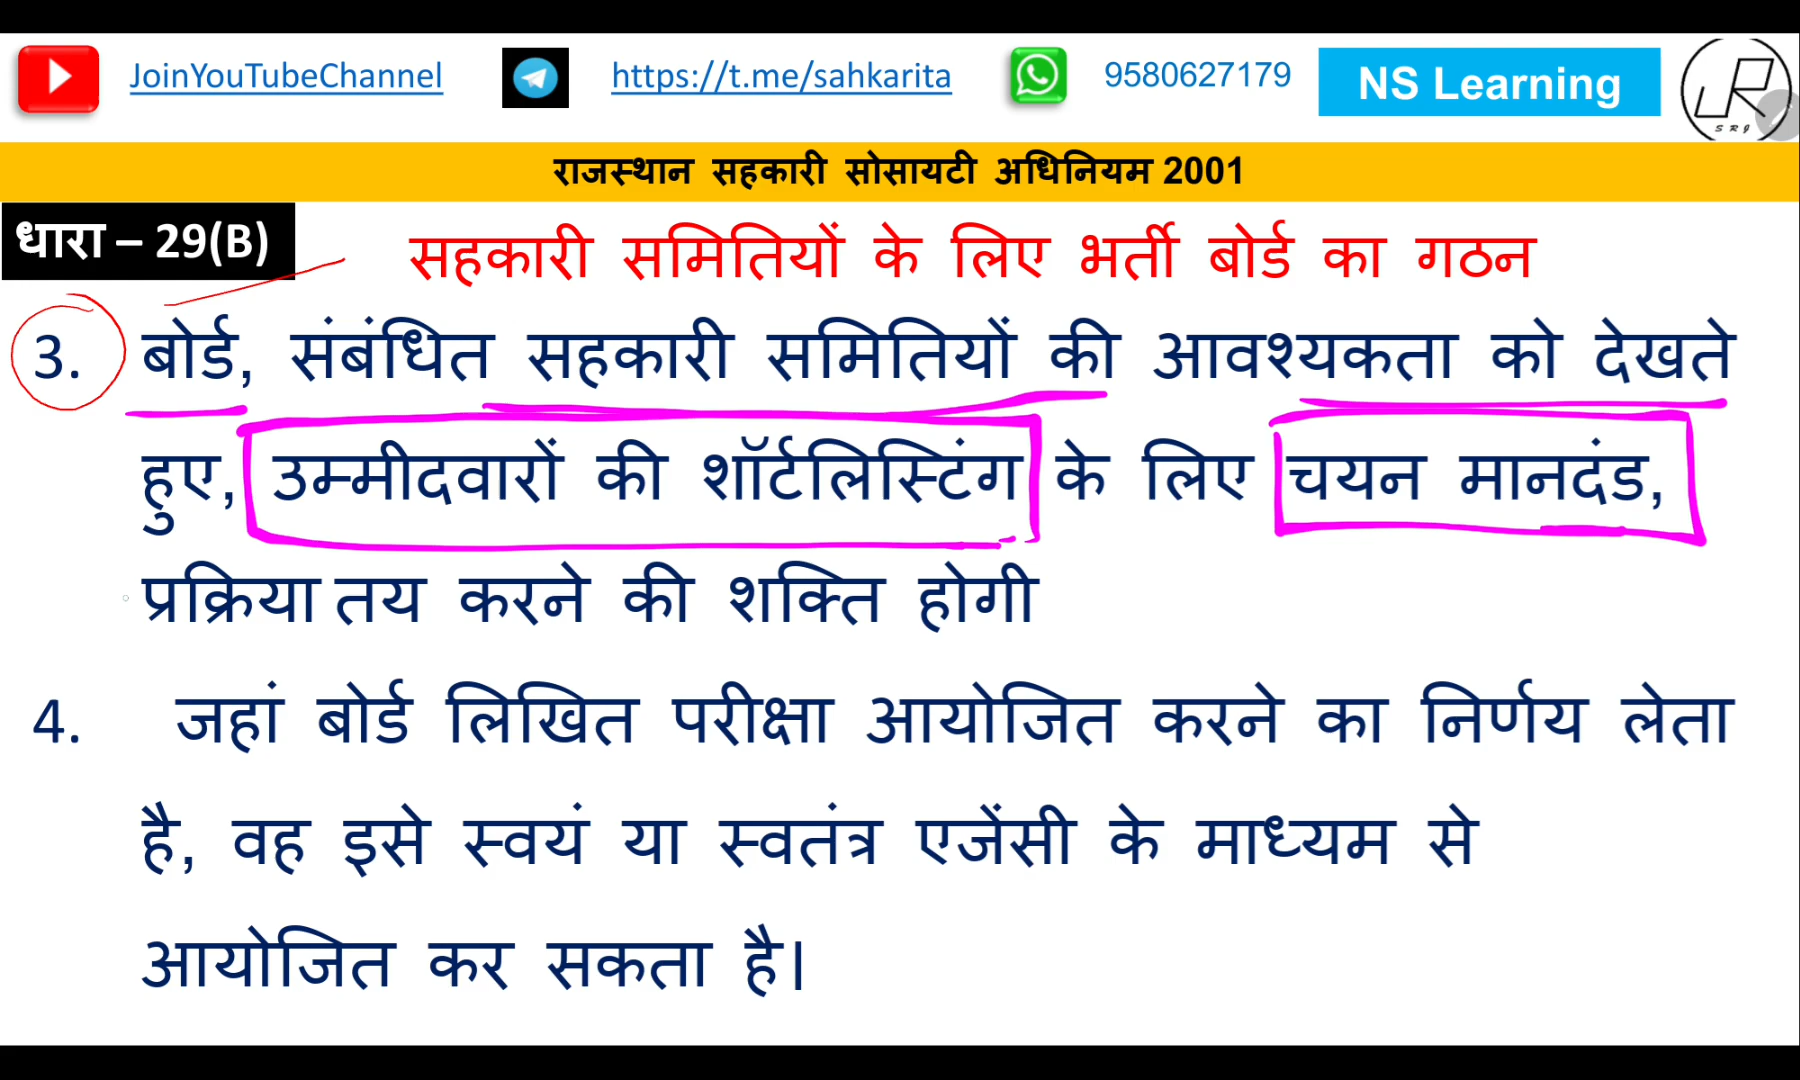 JoinYouTubeChannel https://t.me/sahkarita 9580627179 NS Learning
SRJ
राजस्थान सहकारी सोसायटी अधिनियम 2001
धारा – 29(B) सहकारी समितियों के लिए भर्ती बोर्ड का गठन
3. बोर्ड, संबंधित सहकारी समितियों की आवश्यकता को देखते
हुए, उम्मीदवारों की शॉर्टलिस्टिंग के लिए चयन मानदंड,
प्रक्रिया तय करने की शक्ति होगी
4. जहां बोर्ड लिखित परीक्षा आयोजित करने का निर्णय लेता
है, वह इसे स्वयं या स्वतंत्र एजेंसी के माध्यम से
आयोजित कर सकता है।